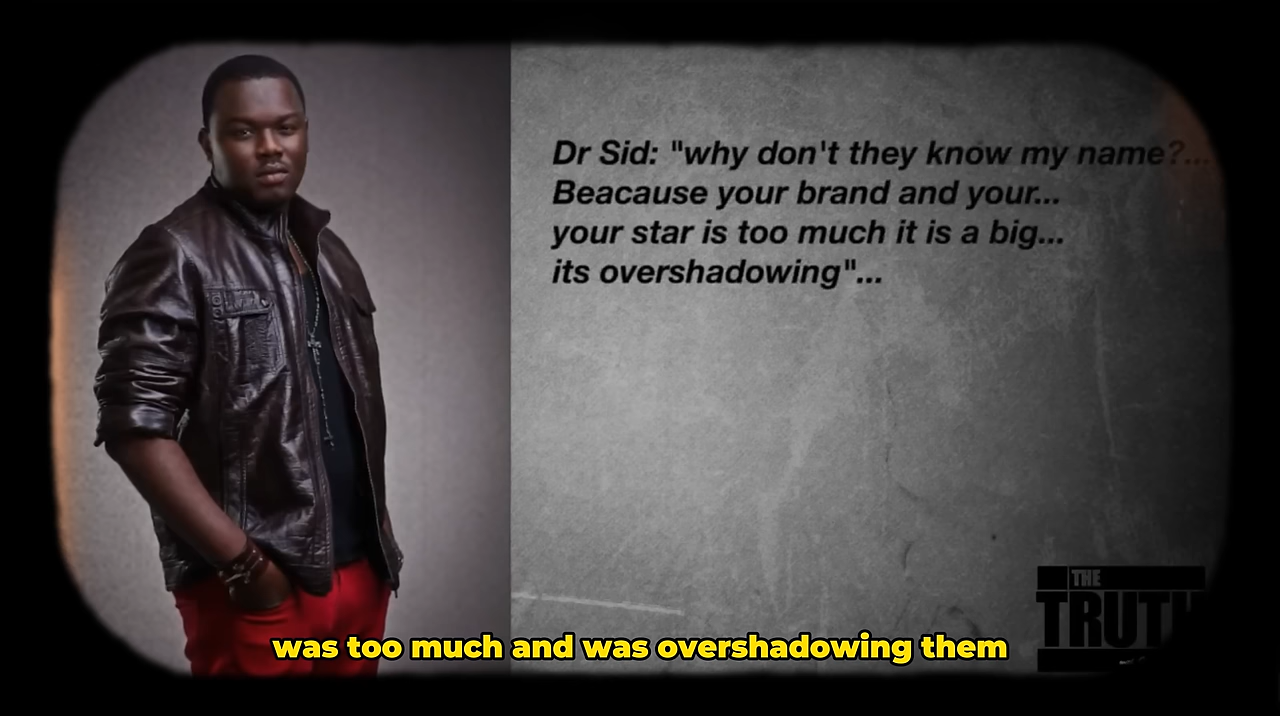 Dr Sid: "why don't they know my name?...
Beacause your brand and your...
your star is too much it is a big...
its overshadowing"...
THE
TRUTH
was too much and was overshadowing them